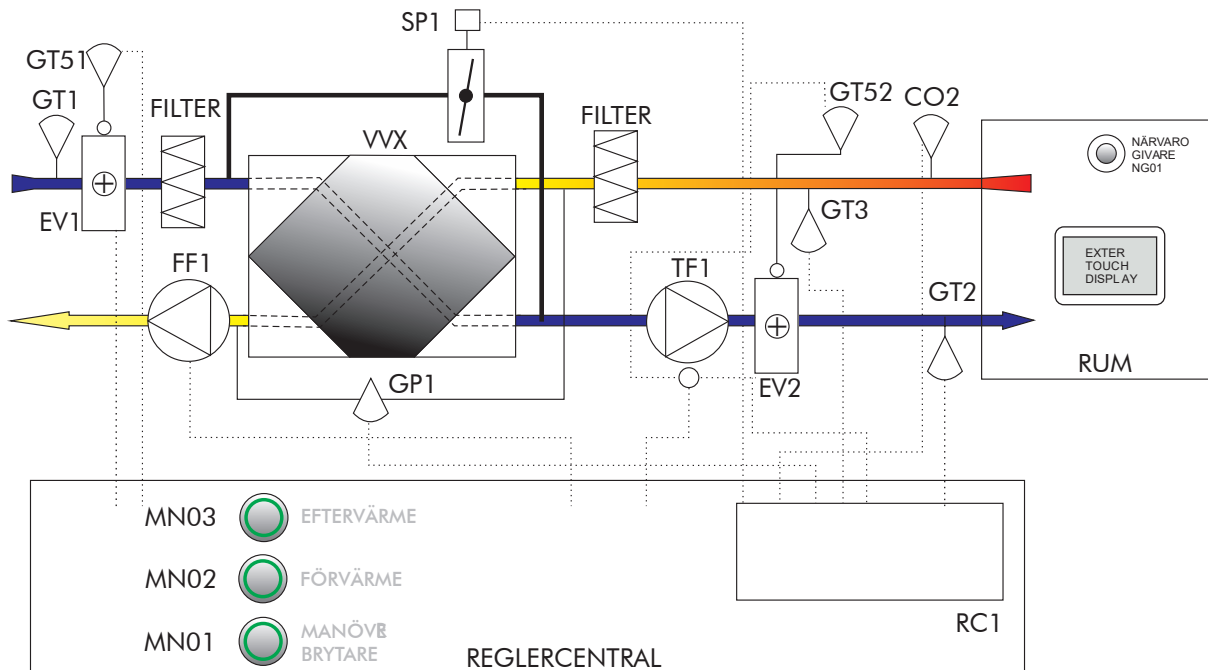 SP1
GT51
GT1
FILTER
VVX
FILTER
GT52
CO2
NÄRVARO
GIVARE
NG01
EV1
GT3
FF1
TF1
EXTER
TOUCH
DISPLAY
GT2
GP1
EV2
RUM
MN03
EFTERVÄRME
MN02
FÖRVÄRME
MN01
MANÖVR
BRYTARE
RC1
REGLERCENTRAL